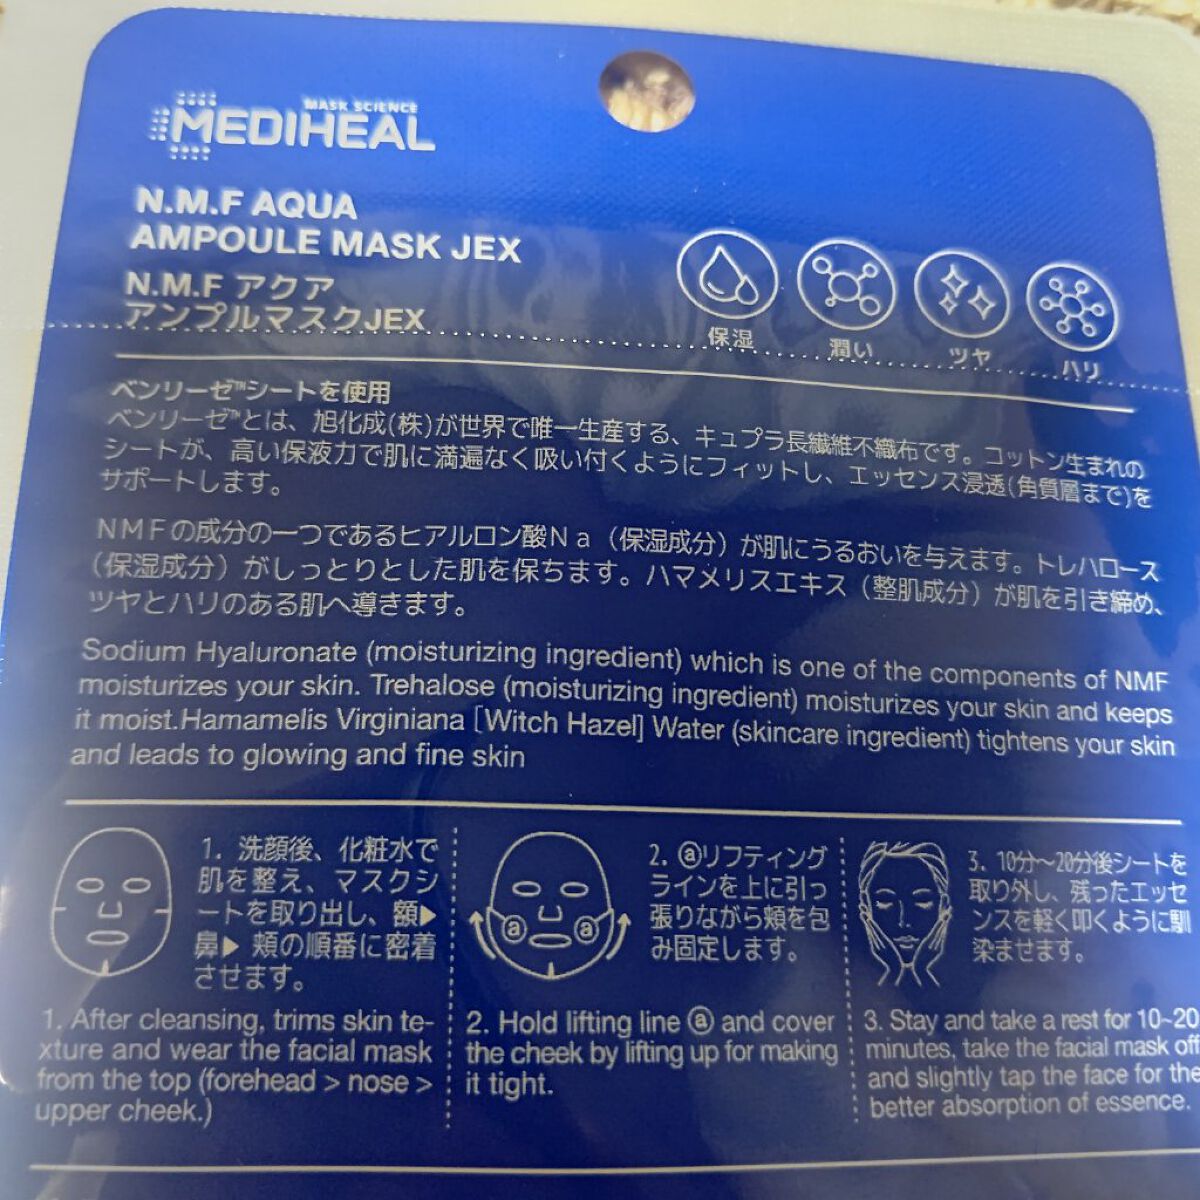 MASK SCIENCE
MEDIHEAL
N.M.F AQUA
AMPOULE MASK JEX
N.M.F アクア
アンプルマスクJEX
保湿
潤い
ツヤ
ハリ
ベンリーゼ™シートを使用
ベンリーゼ™とは、旭化成(株)が世界で唯一生産する、キュプラ長繊維不織布です。コットン生まれの
シートが、高い保液力で肌に満遍なく吸い付くようにフィットし、エッセンス浸透(角質層まで)を
サポートします。
NMFの成分の一つであるヒアルロン酸Na（保湿成分）が肌にうるおいを与えます。トレハロース
（保湿成分）がしっとりとした肌を保ちます。ハマメリスエキス（整肌成分）が肌を引き締め、
ツヤとハリのある肌へ導きます。
Sodium Hyaluronate (moisturizing ingredient) which is one of the components of NMF
moisturizes your skin. Trehalose (moisturizing ingredient) moisturizes your skin and keeps
it moist.Hamamelis Virginiana [Witch Hazel] Water (skincare ingredient) tightens your skin
and leads to glowing and fine skin
1. 洗顔後、化粧水で
肌を整え、マスクシ
ートを取り出し、額▶
鼻▶ 頬の順番に密着
させます。
1. After cleansing, trims skin te-
xture and wear the facial mask
from the top (forehead > nose >
upper cheek.)
ⓐ ⓐ
2. ⓐリフティング
ラインを上に引っ
張りながら頬を包
み固定します。
2. Hold lifting line ⓐ and cover
the cheek by lifting up for making
it tight.
3. 10分～20分後シートを
取り外し、残ったエッセ
ンスを軽く叩くように馴
染ませます。
3. Stay and take a rest for 10~20
minutes, take the facial mask off
and slightly tap the face for the
better absorption of essence.